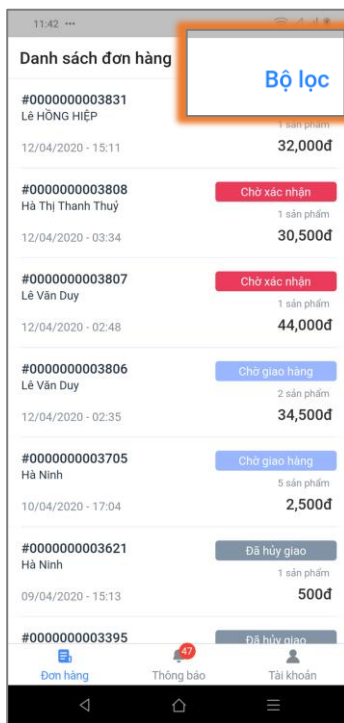 11:42 •••
Danh sách đơn hàng
Bộ lọc
#0000000003831
Lê HỒNG HIỆP
1 sản phẩm
12/04/2020 - 15:11
32,000đ
#0000000003808
Chờ xác nhận
Hà Thị Thanh Thuỷ
1 sản phẩm
12/04/2020 - 03:34
30,500đ
#0000000003807
Chờ xác nhận
Lê Văn Duy
1 sản phẩm
12/04/2020 - 02:48
44,000đ
#0000000003806
Chờ giao hàng
Lê Văn Duy
2 sản phẩm
12/04/2020 - 02:35
34,500đ
#0000000003705
Chờ giao hàng
Hà Ninh
5 sản phẩm
10/04/2020 - 17:04
2,500đ
#0000000003621
Đã hủy giao
Hà Ninh
1 sản phẩm
09/04/2020 - 15:13
500đ
#0000000003395
Đã hủy giao
47
Đơn hàng
Thông báo
Tài khoản